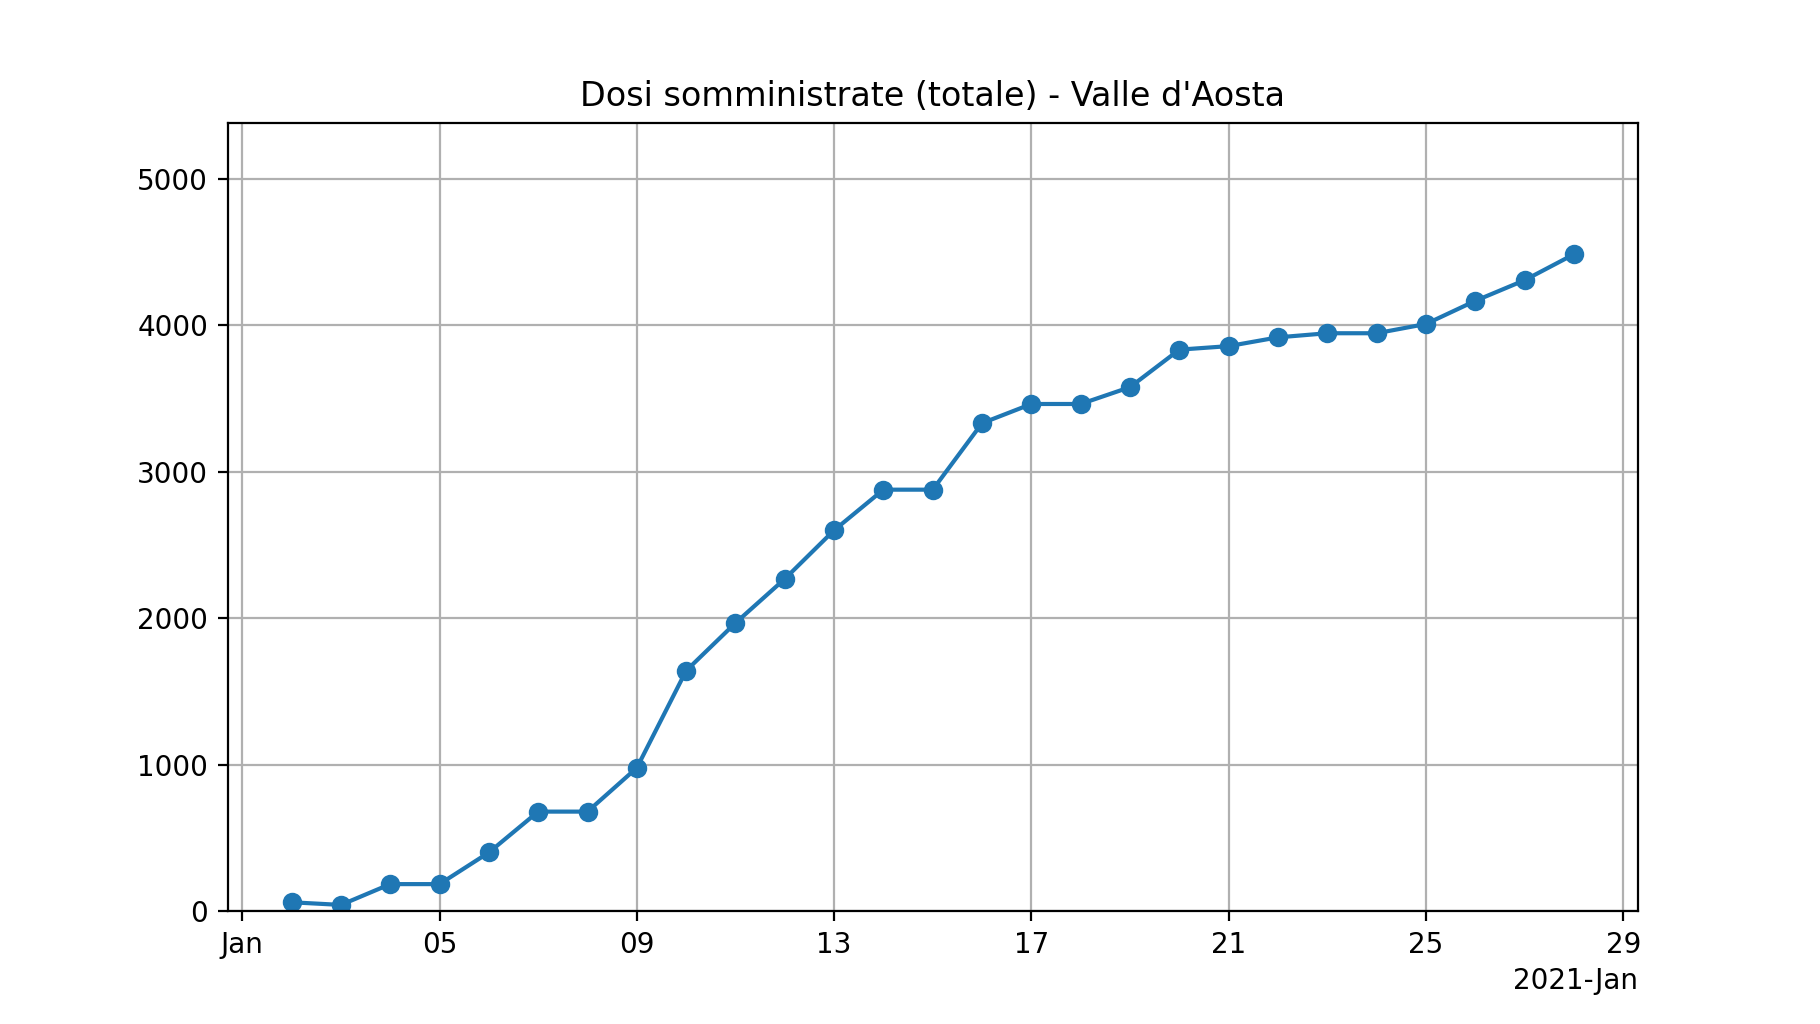 Dosi somministrate (totale) - Valle d'Aosta
5000
4000
3000
2000
1000
0
Jan 05 09 13 17 21 25 29
2021-Jan